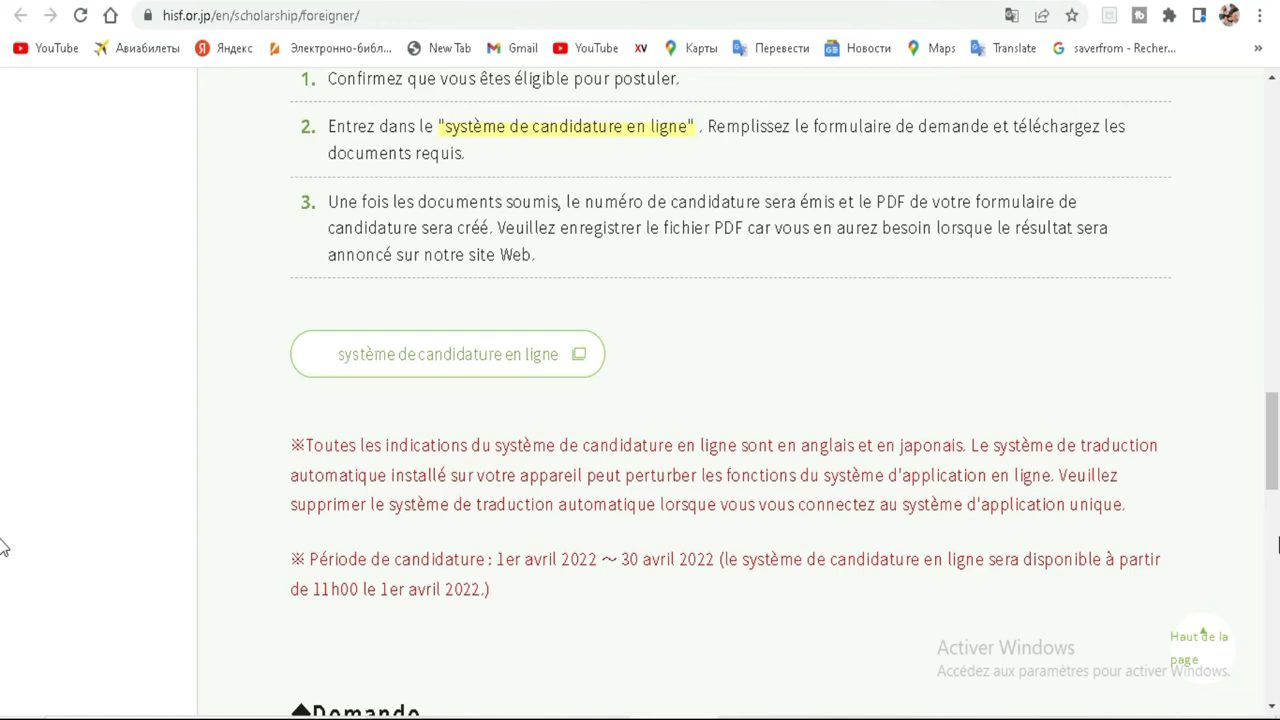 hisf.or.jp/en/scholarship/foreigner/
YouTube Авиабилеты Яндекс Электронно-библ... New Tab Gmail YouTube XV Карты Перевести Новости Maps Translate saverfrom - Recher... »
1. Confirmez que vous êtes éligible pour postuler.
2. Entrez dans le "système de candidature en ligne" . Remplissez le formulaire de demande et téléchargez les
documents requis.
3. Une fois les documents soumis, le numéro de candidature sera émis et le PDF de votre formulaire de
candidature sera créé. Veuillez enregistrer le fichier PDF car vous en aurez besoin lorsque le résultat sera
annoncé sur notre site Web.
système de candidature en ligne
※Toutes les indications du système de candidature en ligne sont en anglais et en japonais. Le système de traduction
automatique installé sur votre appareil peut perturber les fonctions du système d'application en ligne. Veuillez
supprimer le système de traduction automatique lorsque vous vous connectez au système d'application unique.
※ Période de candidature : 1er avril 2022 ～ 30 avril 2022 (le système de candidature en ligne sera disponible à partir
de 11h00 le 1er avril 2022.)
Haut de la
page
Activer Windows
Accédez aux paramètres pour activer Windows.
◆Demande